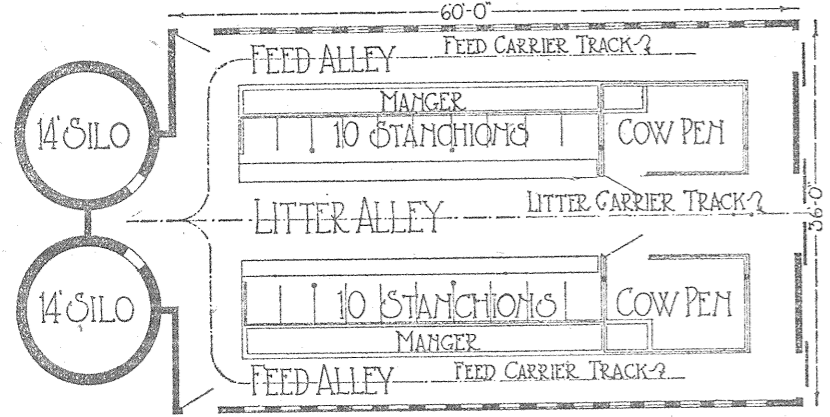 60'-0"
FEED ALLEY
FEED CARRIER TRACK
MANGER
14' SILO
10 STANCHIONS
COW PEN
LITTER ALLEY
LITTER CARRIER TRACK
36'-0"
14' SILO
10 STANCHIONS
COW PEN
MANGER
FEED ALLEY
FEED CARRIER TRACK